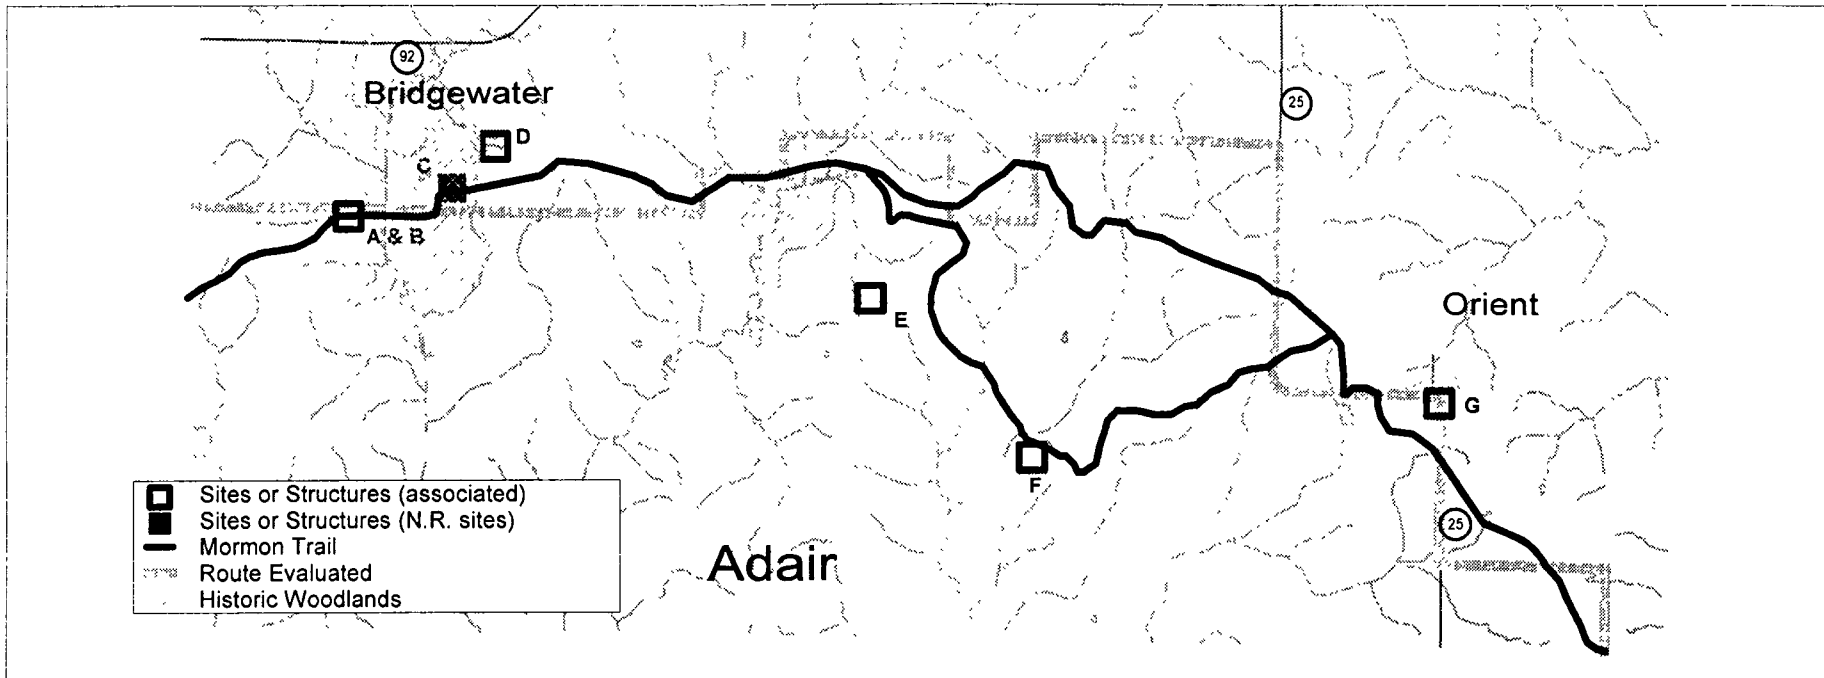 92
Bridgewater
25
D
C
A & B
E
Orient
G
F
25
Adair
Sites or Structures (associated)
Sites or Structures (N.R. sites)
Mormon Trail
Route Evaluated
Historic Woodlands